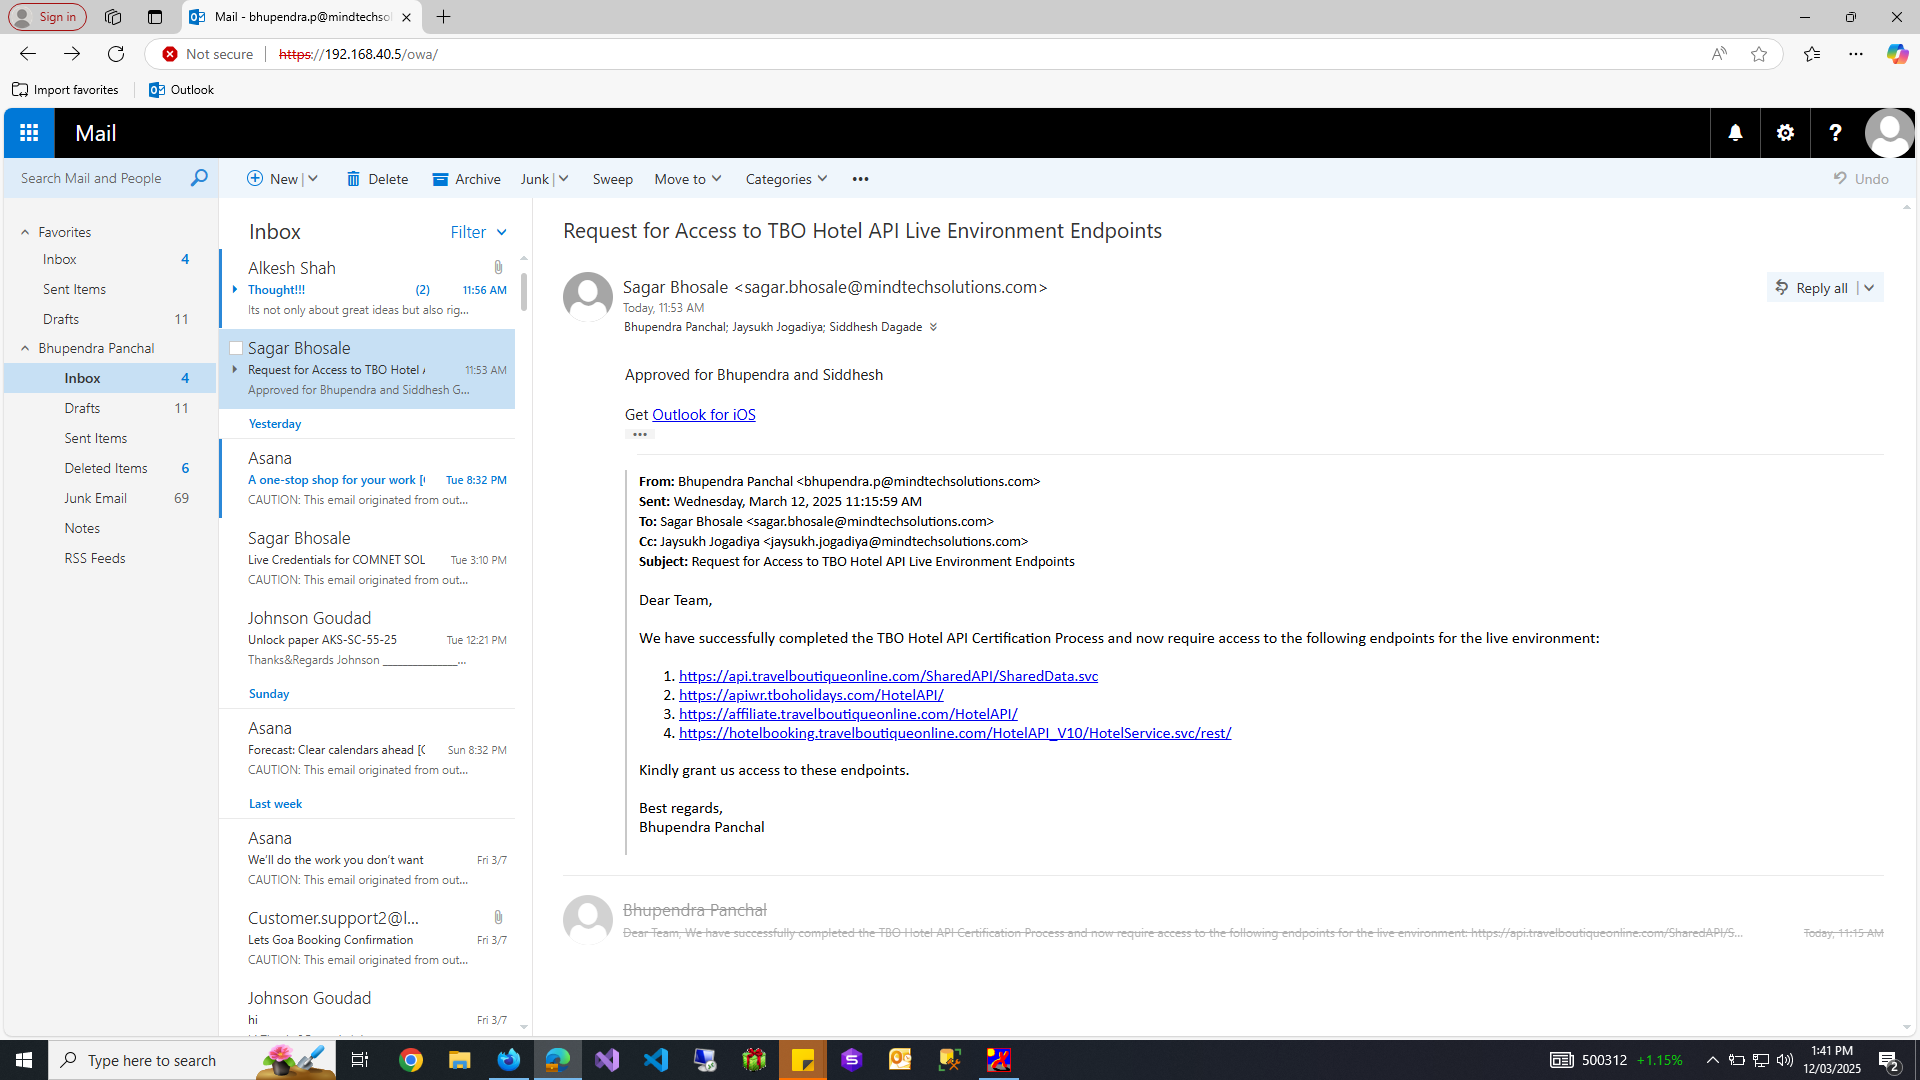 Sign in
Mail - bhupendra.p@mindtechsol
Not secure
https://192.168.40.5/owa/
Import favorites
Outlook
Mail
Search Mail and People
New
Delete
Archive
Junk
Sweep
Move to
Categories
Undo
Favorites
Inbox 4
Sent Items
Drafts 11
Bhupendra Panchal
Inbox 4
Drafts 11
Sent Items
Deleted Items 6
Junk Email 69
Notes
RSS Feeds
Inbox
Filter
Alkesh Shah
Thought!!! (2) 11:56 AM
Its not only about great ideas but also rig...
Sagar Bhosale
Request for Access to TBO Hotel A 11:53 AM
Approved for Bhupendra and Siddhesh G...
Yesterday
Asana
A one-stop shop for your work [ Tue 8:32 PM
CAUTION: This email originated from out...
Sagar Bhosale
Live Credentials for COMNET SOL Tue 3:10 PM
CAUTION: This email originated from out...
Johnson Goudad
Unlock paper AKS-SC-55-25 Tue 12:21 PM
Thanks&Regards Johnson _______________...
Sunday
Asana
Forecast: Clear calendars ahead [ Sun 8:32 PM
CAUTION: This email originated from out...
Last week
Asana
We'll do the work you don't want Fri 3/7
CAUTION: This email originated from out...
Customer.support2@l...
Lets Goa Booking Confirmation Fri 3/7
CAUTION: This email originated from out...
Johnson Goudad
hi Fri 3/7
Request for Access to TBO Hotel API Live Environment Endpoints
Sagar Bhosale <sagar.bhosale@mindtechsolutions.com>
Today, 11:53 AM
Bhupendra Panchal; Jaysukh Jogadiya; Siddhesh Dagade
Reply all
Approved for Bhupendra and Siddhesh
Get Outlook for iOS
From: Bhupendra Panchal <bhupendra.p@mindtechsolutions.com>
Sent: Wednesday, March 12, 2025 11:15:59 AM
To: Sagar Bhosale <sagar.bhosale@mindtechsolutions.com>
Cc: Jaysukh Jogadiya <jaysukh.jogadiya@mindtechsolutions.com>
Subject: Request for Access to TBO Hotel API Live Environment Endpoints
Dear Team,
We have successfully completed the TBO Hotel API Certification Process and now require access to the following endpoints for the live environment:
1. https://api.travelboutiqueonline.com/SharedAPI/SharedData.svc
2. https://apiwr.tboholidays.com/HotelAPI/
3. https://affiliate.travelboutiqueonline.com/HotelAPI/
4. https://hotelbooking.travelboutiqueonline.com/HotelAPI_V10/HotelService.svc/rest/
Kindly grant us access to these endpoints.
Best regards,
Bhupendra Panchal
Bhupendra Panchal
Dear Team, We have successfully completed the TBO Hotel API Certification Process and now require access to the following endpoints for the live environment: https://api.travelboutiqueonline.com/SharedAPI/S... Today, 11:15 AM
Type here to search
500312 +1.15%
1:41 PM
12/03/2025
2